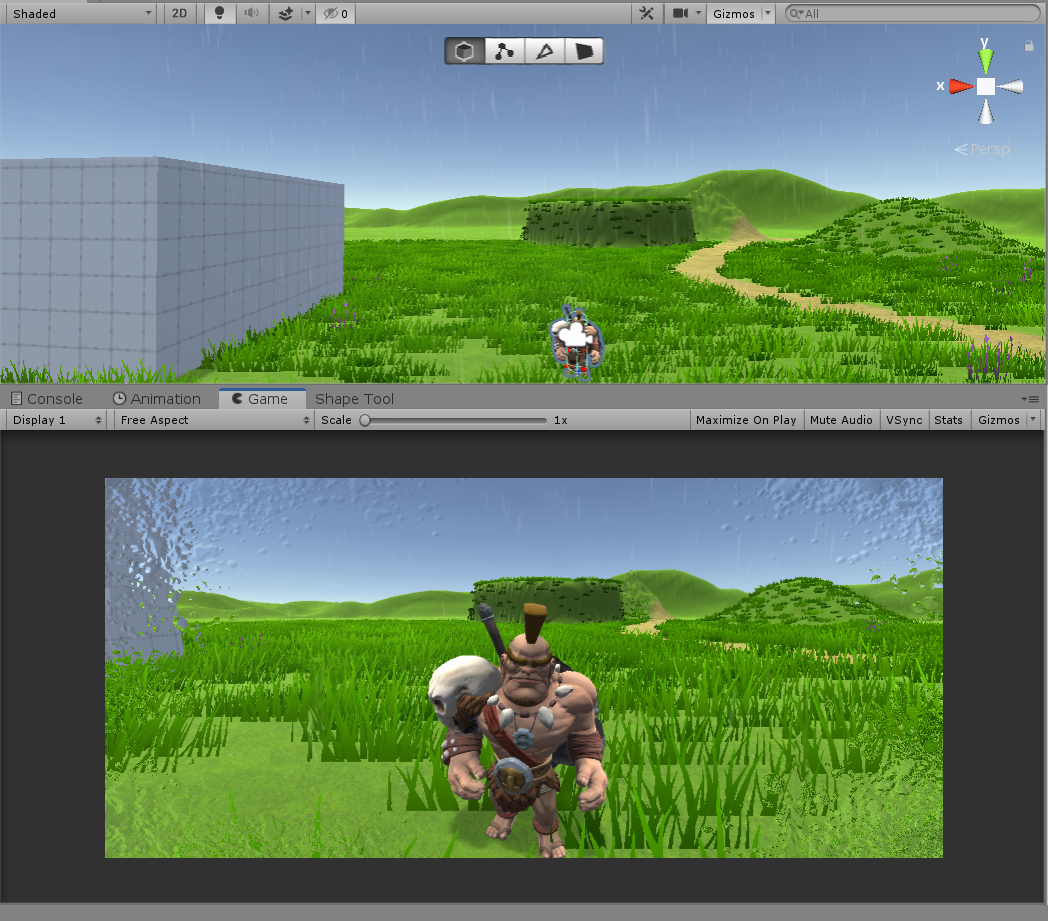 Shaded 2D 0 Gizmos All
y
x
Persp
Console Animation Game Shape Tool
Display 1 Free Aspect Scale 1x Maximize On Play Mute Audio VSync Stats Gizmos